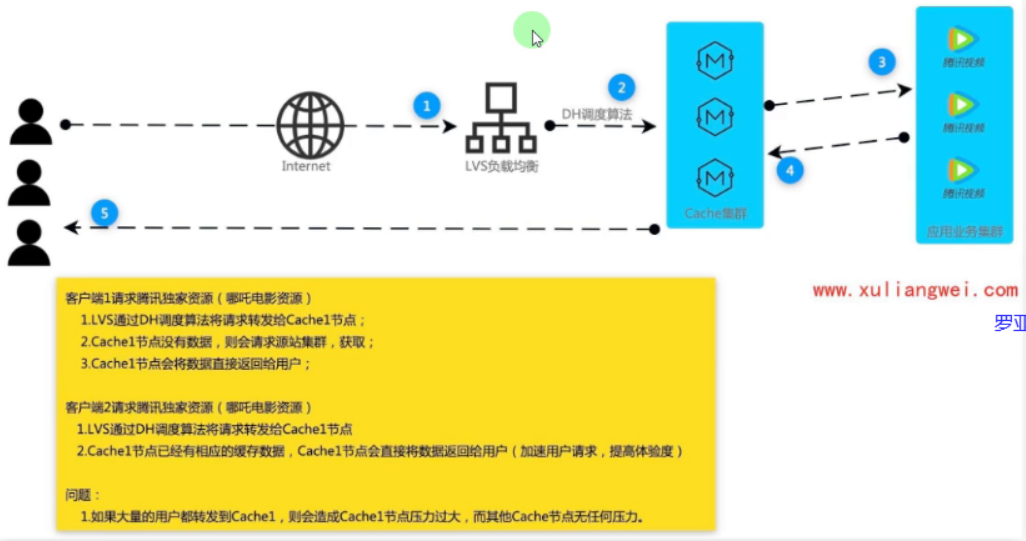 1
2
3
4
5
DH调度算法
Internet
LVS负载均衡
Cache集群
腾讯视频
腾讯视频
腾讯视频
应用业务集群
www.xuliangwei.com
罗亚
客户端1请求腾讯独家资源（哪吒电影资源）
1.LVS通过DH调度算法将请求转发给Cache1节点；
2.Cache1节点没有数据，则会请求源站集群，获取；
3.Cache1节点会将数据直接返回给用户；
客户端2请求腾讯独家资源（哪吒电影资源）
1.LVS通过DH调度算法将请求转发给Cache1节点
2.Cache1节点已经有相应的缓存数据，Cache1节点会直接将数据返回给用户（加速用户请求，提高体验度）
问题：
1.如果大量的用户都转发到Cache1，则会造成Cache1节点压力过大，而其他Cache节点无任何压力。